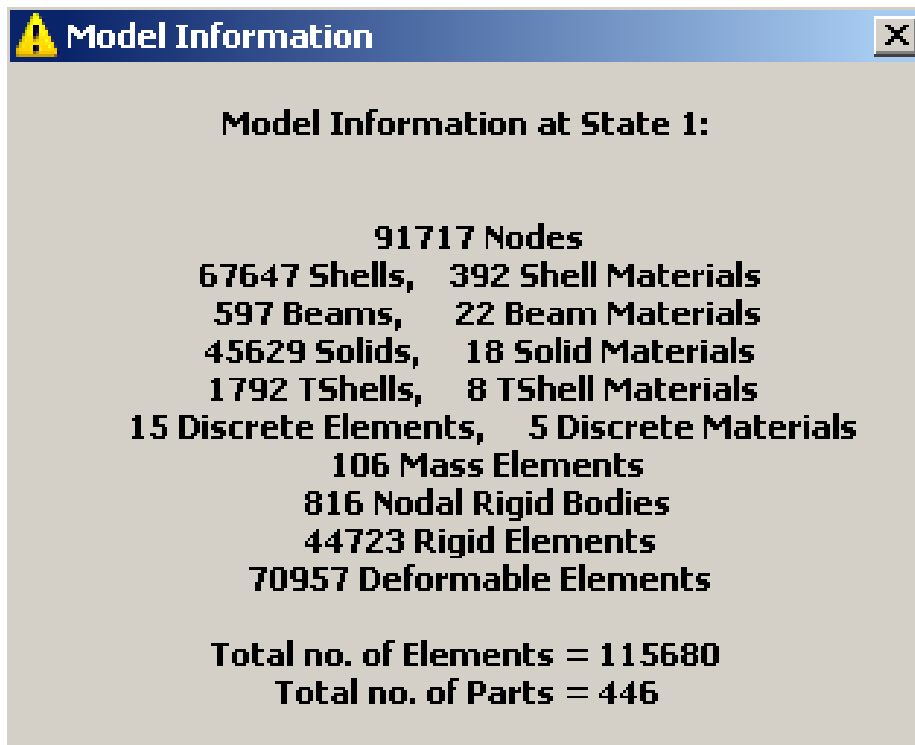 Model Information
Model Information at State 1:
91717 Nodes
67647 Shells, 392 Shell Materials
597 Beams, 22 Beam Materials
45629 Solids, 18 Solid Materials
1792 TShells, 8 TShell Materials
15 Discrete Elements, 5 Discrete Materials
106 Mass Elements
816 Nodal Rigid Bodies
44723 Rigid Elements
70957 Deformable Elements
Total no. of Elements = 115680
Total no. of Parts = 446